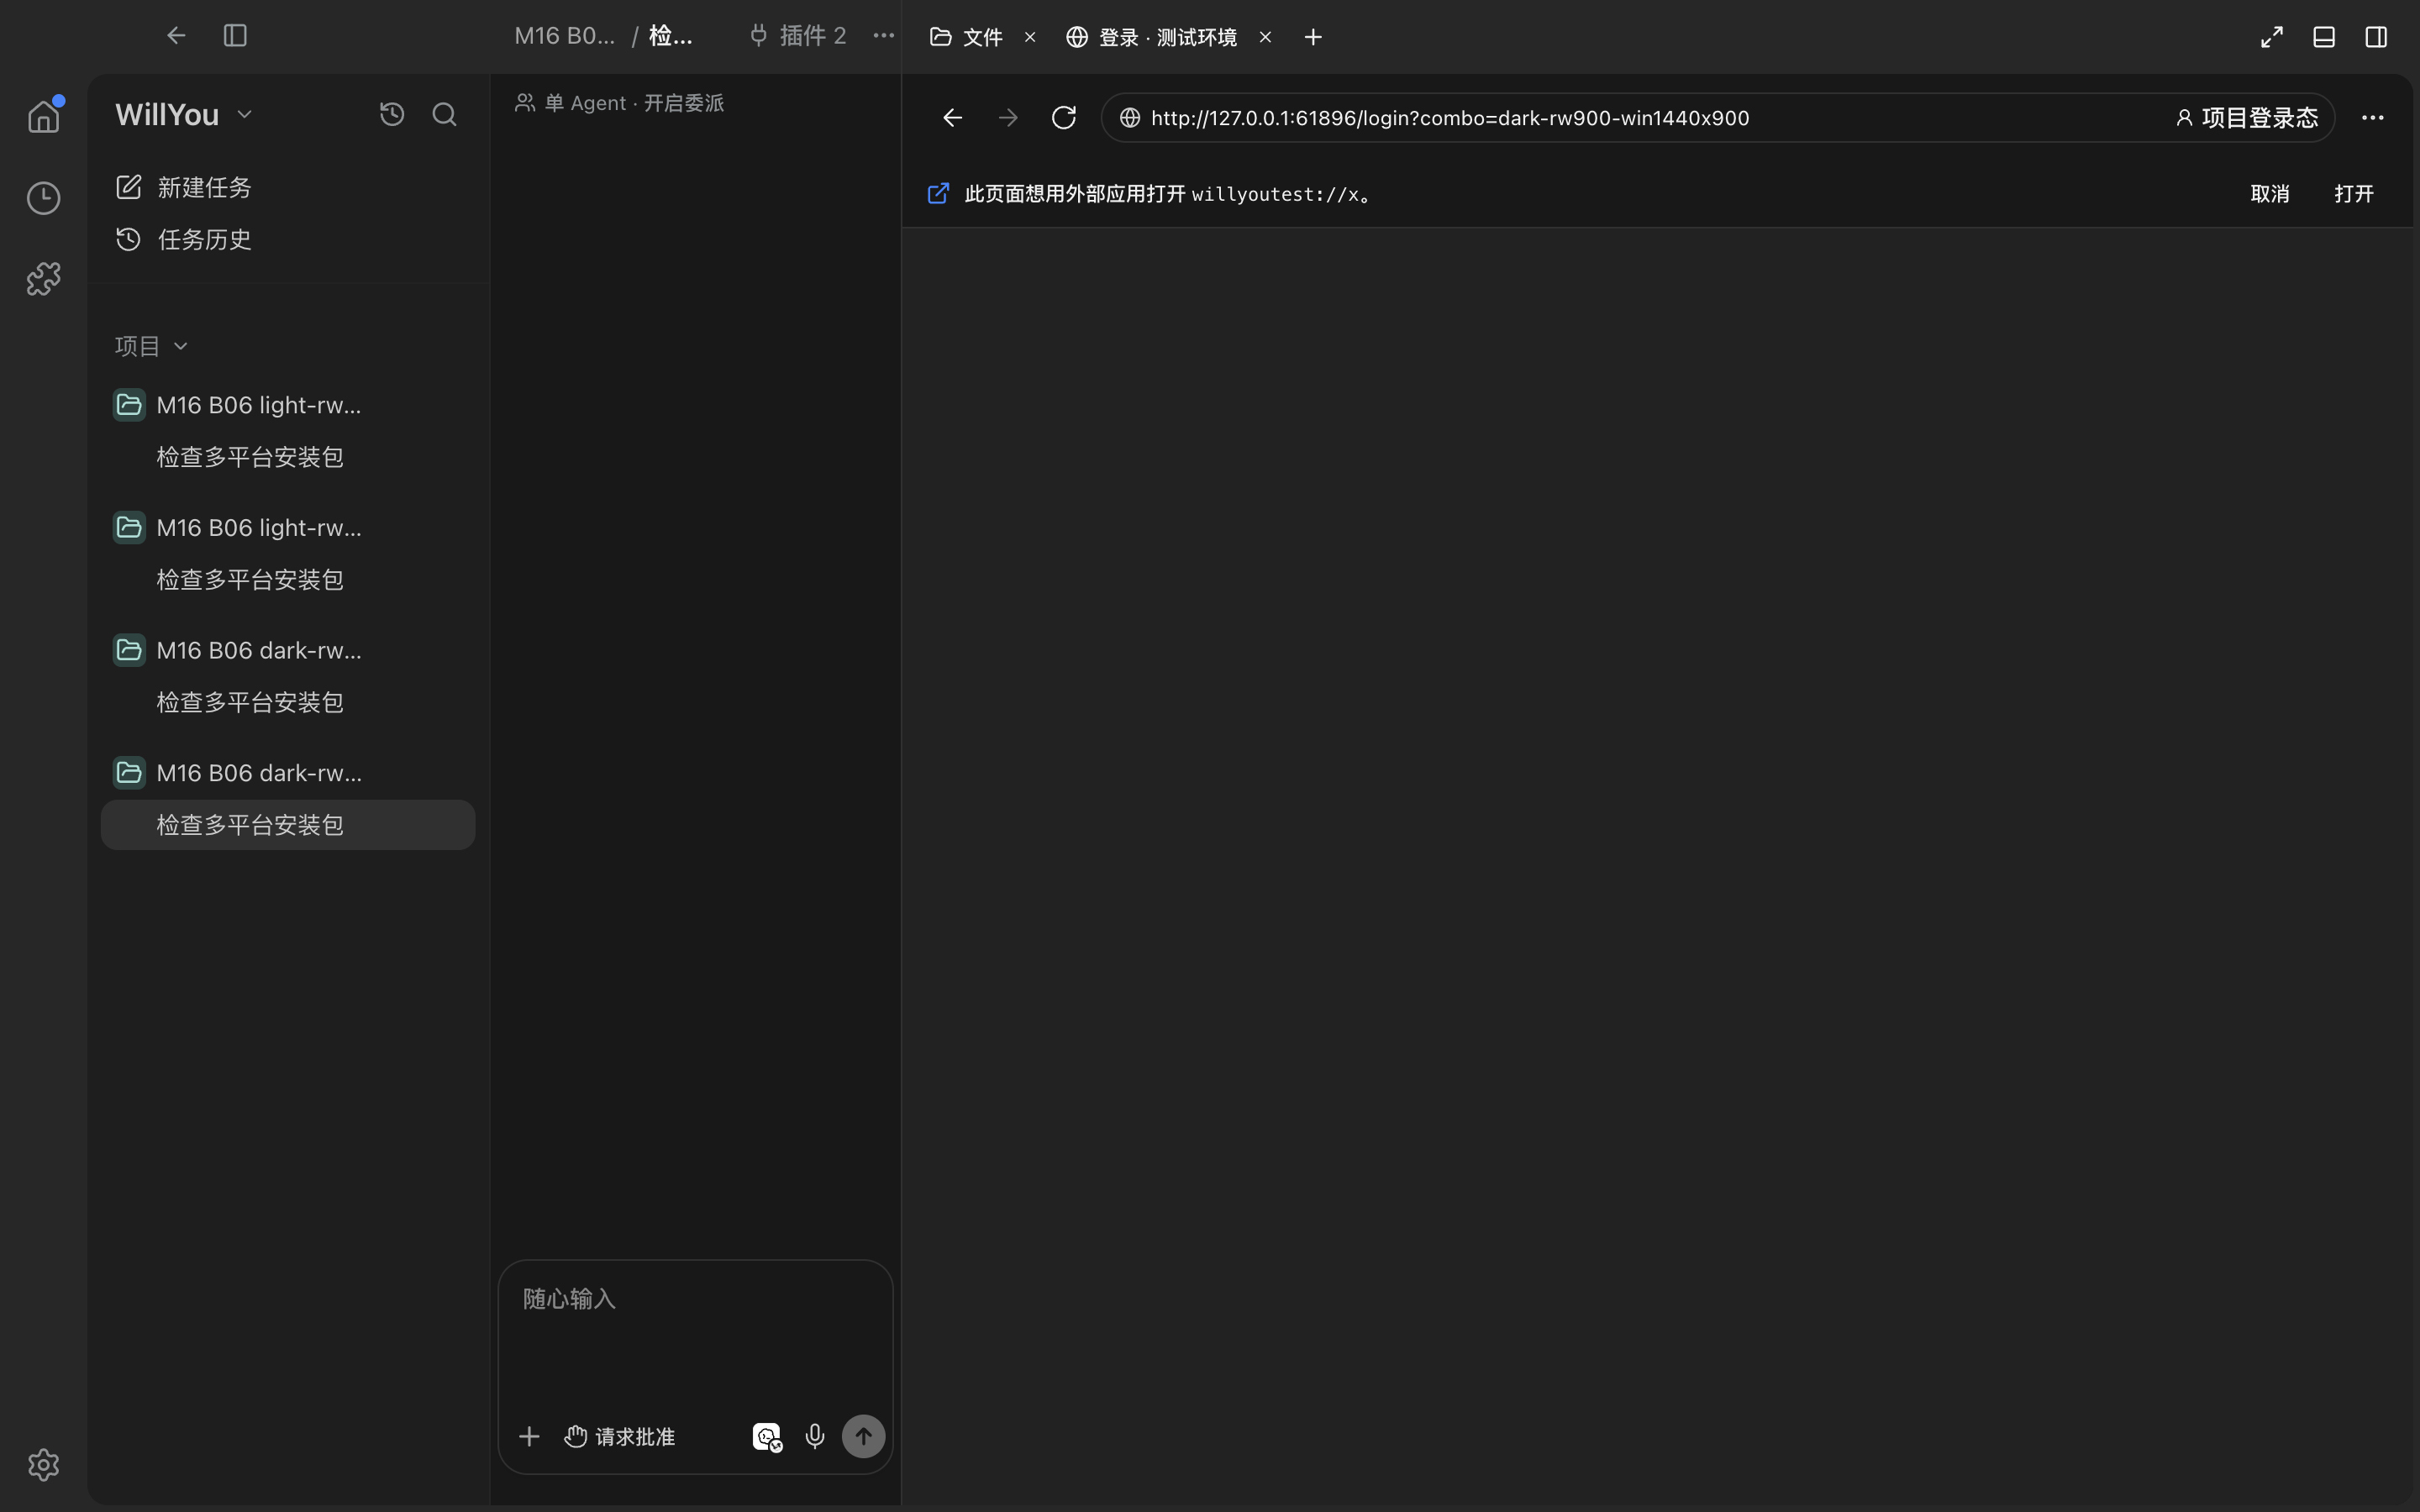 M16 B0... / 检...
插件 2
文件
登录 · 测试环境
WillYou
新建任务
任务历史
项目
M16 B06 light-rw...
检查多平台安装包
M16 B06 light-rw...
检查多平台安装包
M16 B06 dark-rw...
检查多平台安装包
M16 B06 dark-rw...
检查多平台安装包
单 Agent · 开启委派
随心输入
请求批准
http://127.0.0.1:61896/login?combo=dark-rw900-win1440x900
项目登录态
此页面想用外部应用打开 willyoutest://x。
取消
打开